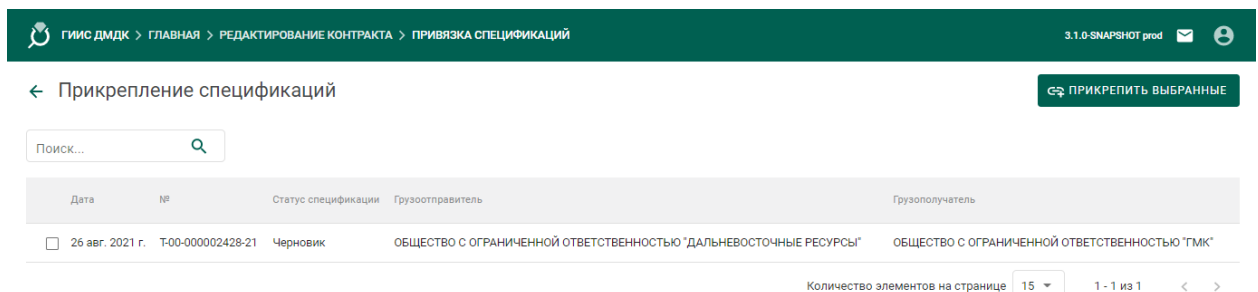 ГИИС ДМДК > ГЛАВНАЯ > РЕДАКТИРОВАНИЕ КОНТРАКТА > ПРИВЯЗКА СПЕЦИФИКАЦИЙ 3.1.0-SNAPSHOT prod
Прикрепление спецификаций ПРИКРЕПИТЬ ВЫБРАННЫЕ
Поиск...
Дата № Статус спецификации Грузоотправитель Грузополучатель
26 авг. 2021 г. Т-00-000002428-21 Черновик ОБЩЕСТВО С ОГРАНИЧЕННОЙ ОТВЕТСТВЕННОСТЬЮ "ДАЛЬНЕВОСТОЧНЫЕ РЕСУРСЫ" ОБЩЕСТВО С ОГРАНИЧЕННОЙ ОТВЕТСТВЕННОСТЬЮ "ГМК"
Количество элементов на странице 15 1 - 1 из 1 < >